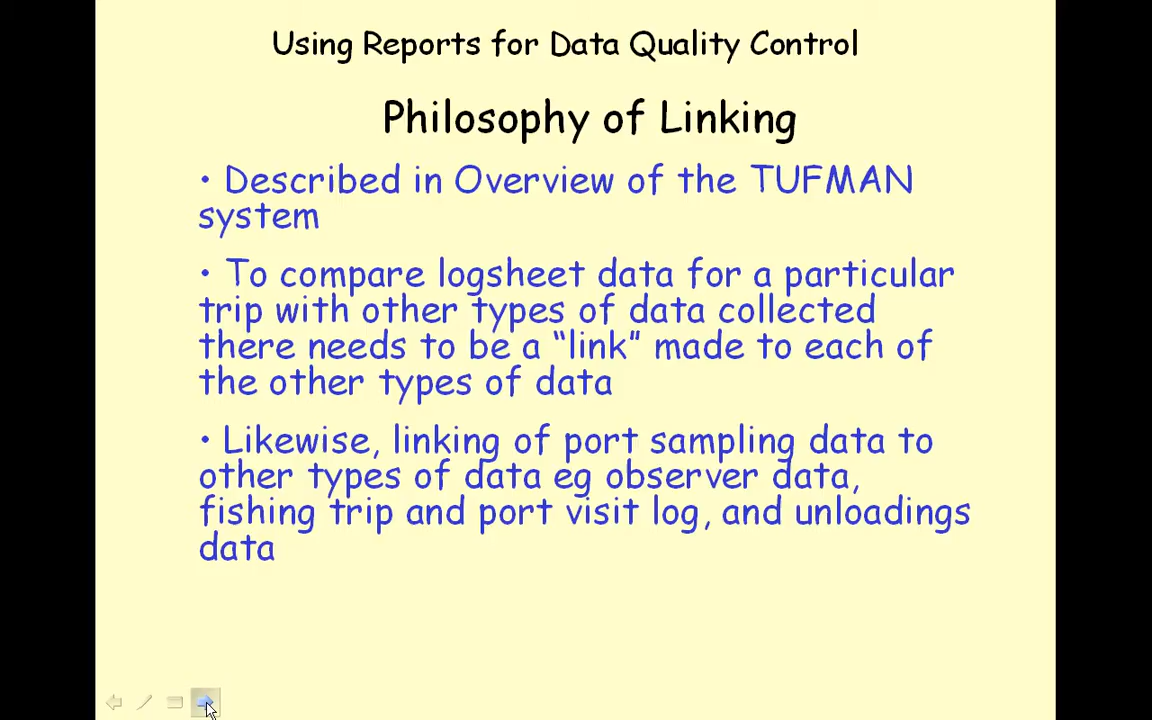 Using Reports for Data Quality Control
Philosophy of Linking
• Described in Overview of the TUFMAN
system
• To compare logsheet data for a particular
trip with other types of data collected
there needs to be a “link” made to each of
the other types of data
• Likewise, linking of port sampling data to
other types of data eg observer data,
fishing trip and port visit log, and unloadings
data